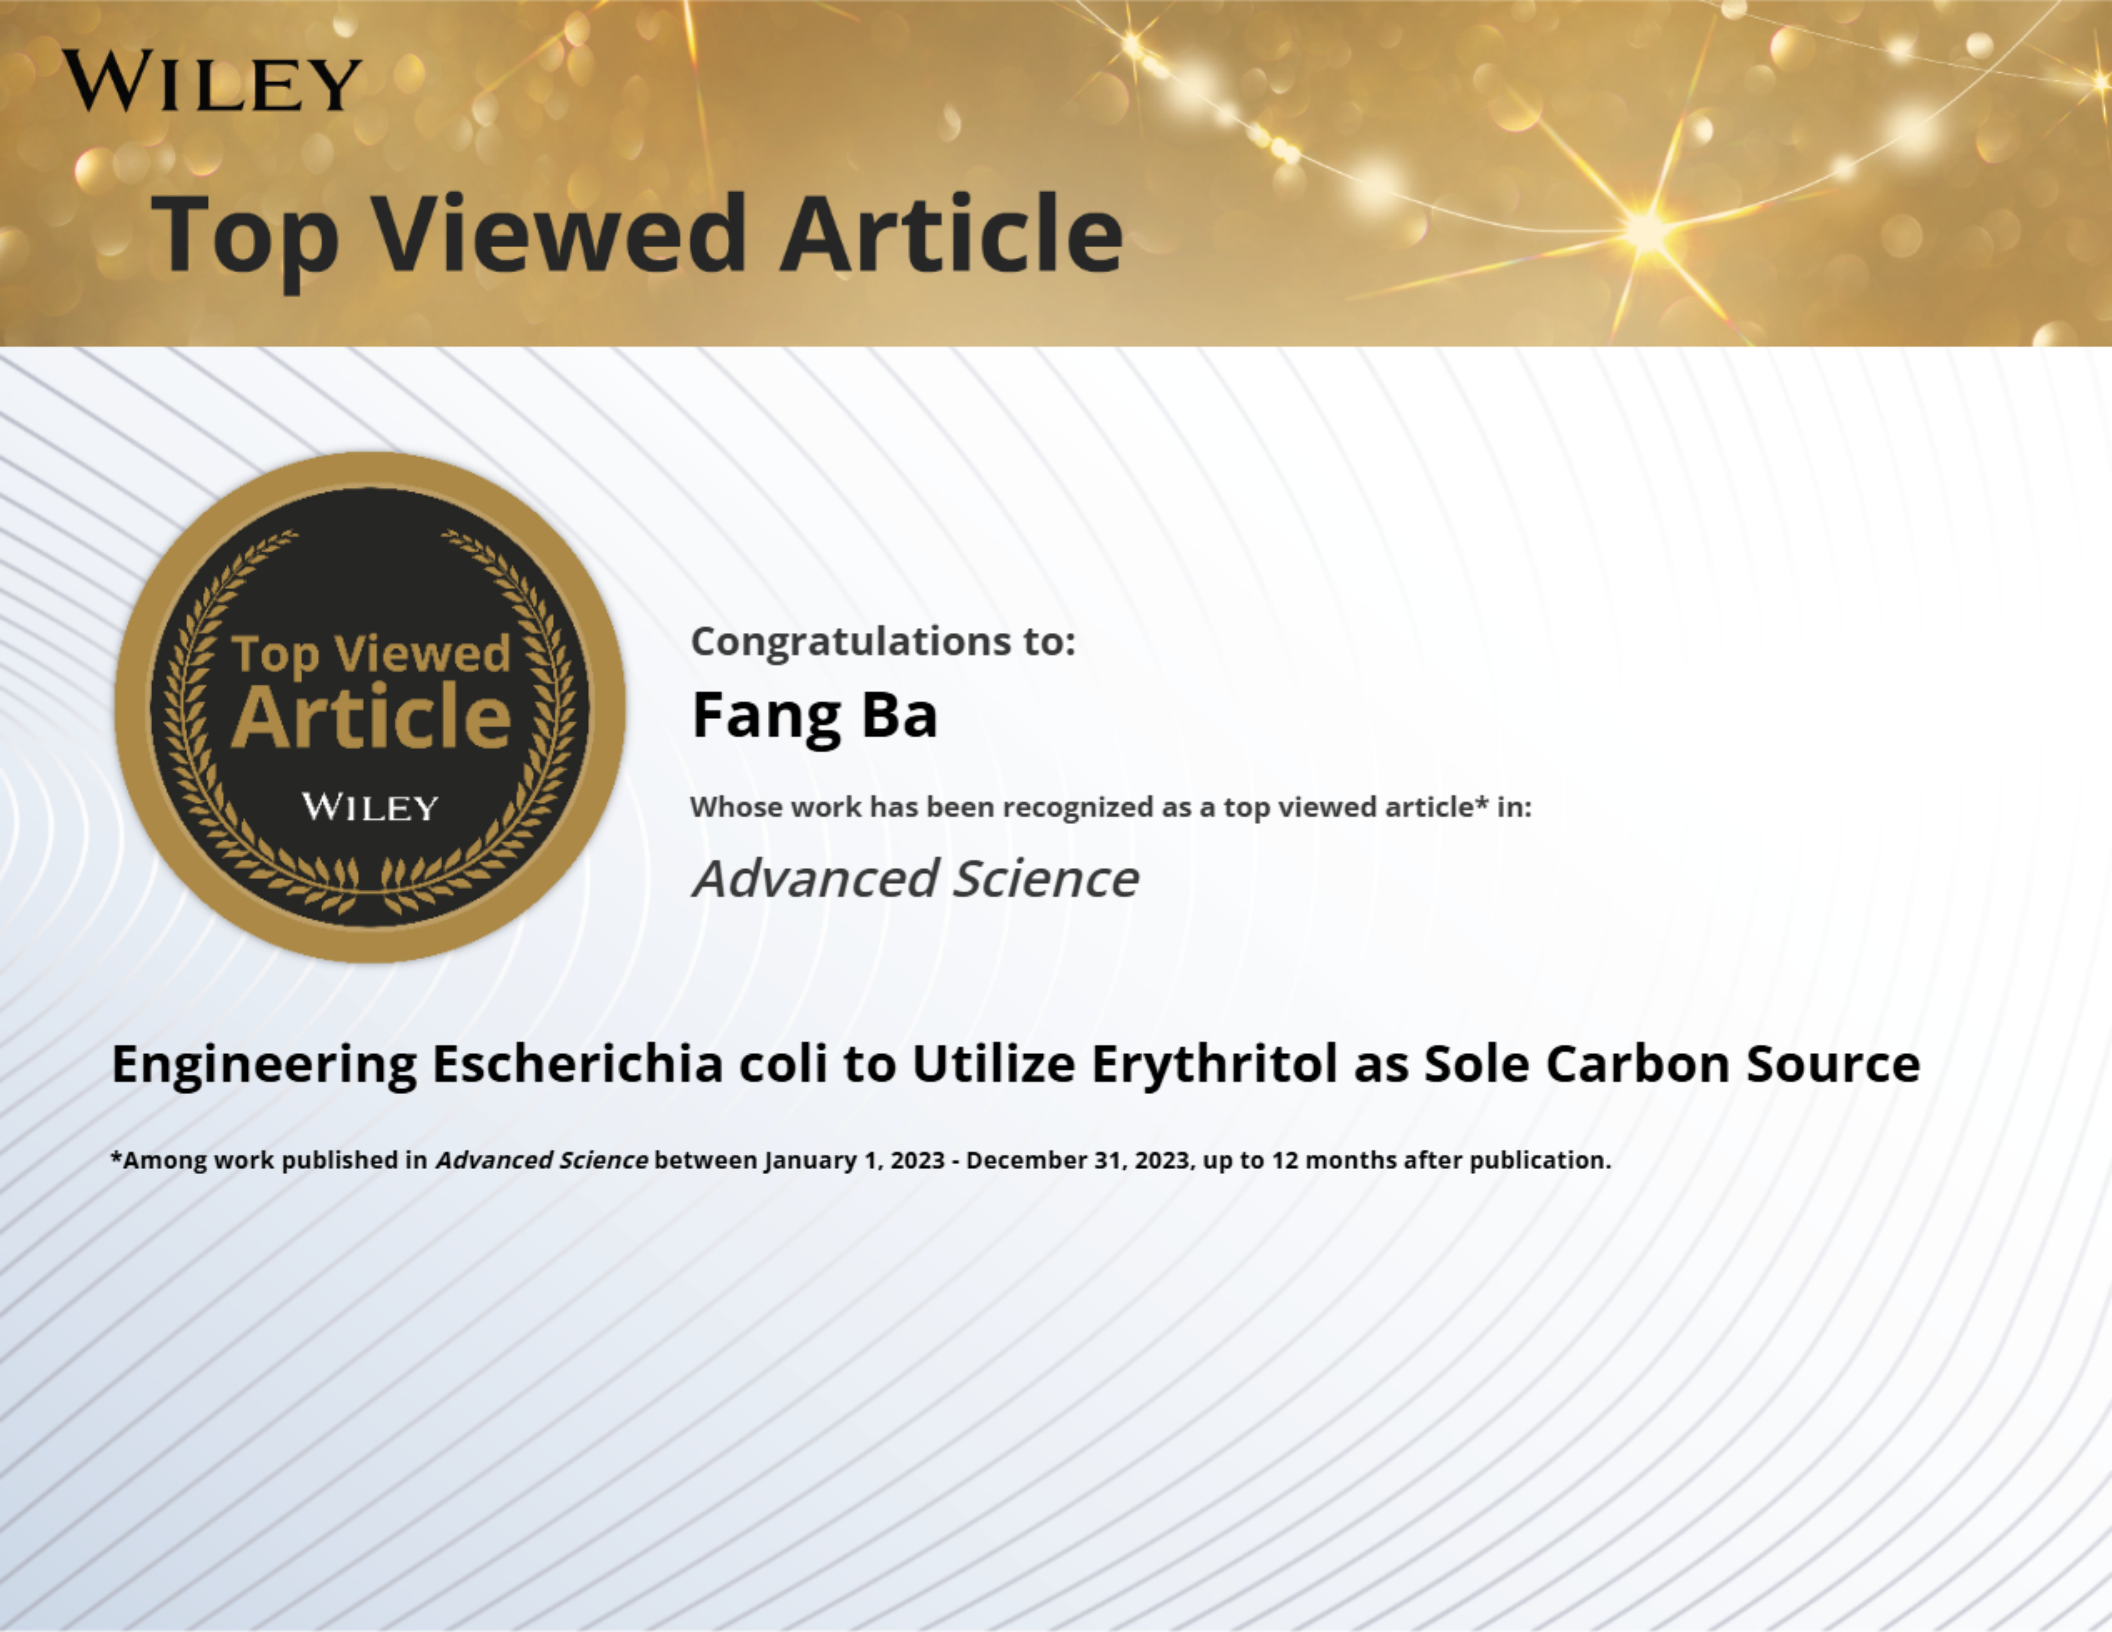 WILEY
Top Viewed Article
Top Viewed
Article
WILEY
Congratulations to:
Fang Ba
Whose work has been recognized as a top viewed article* in:
Advanced Science
Engineering Escherichia coli to Utilize Erythritol as Sole Carbon Source
*Among work published in Advanced Science between January 1, 2023 - December 31, 2023, up to 12 months after publication.